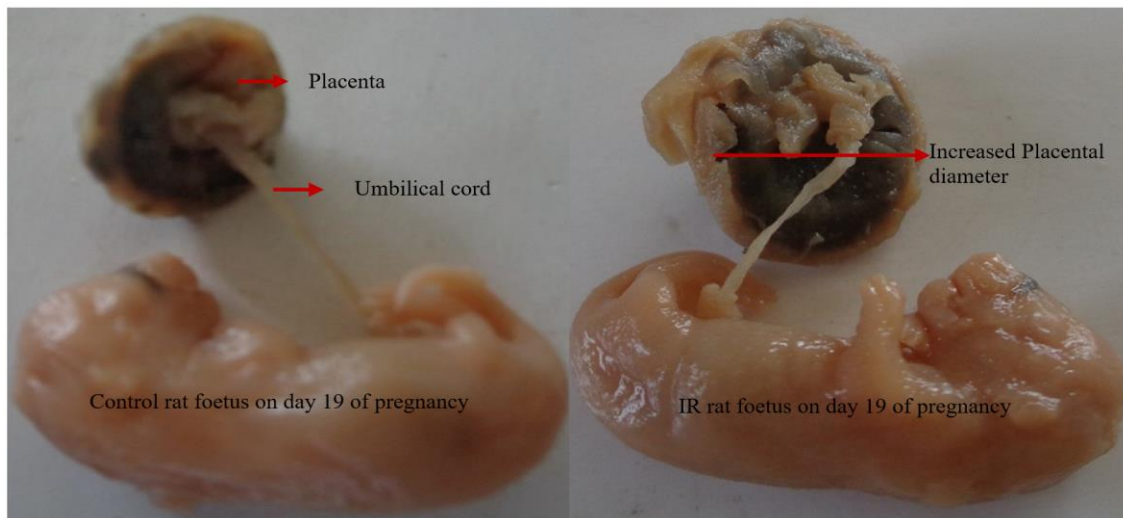 Placenta
Umbilical cord
Control rat foetus on day 19 of pregnancy
Increased Placental
diameter
IR rat foetus on day 19 of pregnancy